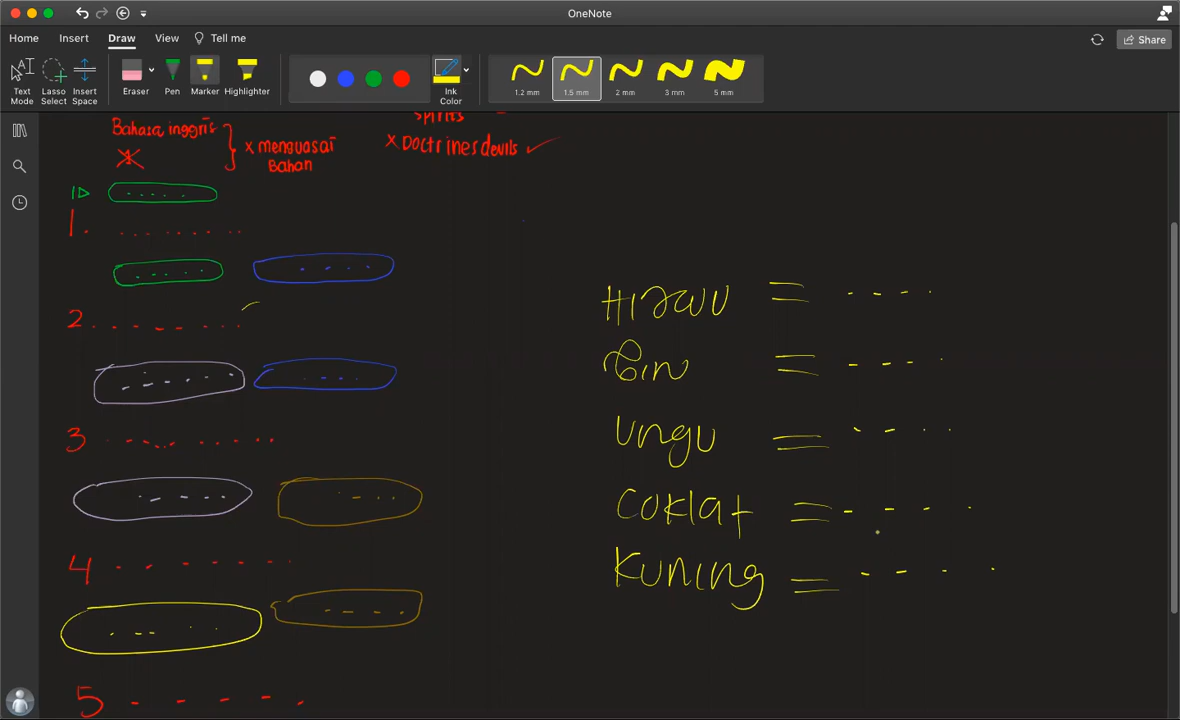 OneNote
Home Insert Draw View Tell me
Share
Text Mode
Lasso Select
Insert Space
Eraser
Pen
Marker
Highlighter
Ink Color
1.2 mm
1.5 mm
2 mm
3 mm
5 mm
spirits
Bahasa inggris
x menguasai
Bahan
x Doctrines devils ✓
1
1. . . . . . . . .
2. . . . . . . .
3 . . . . . . .
4 . . . . . . .
5 - - - - .
= - - - -
= - - - .
ungu = - - . .
coklat = - - - .
Kuning = - - - .